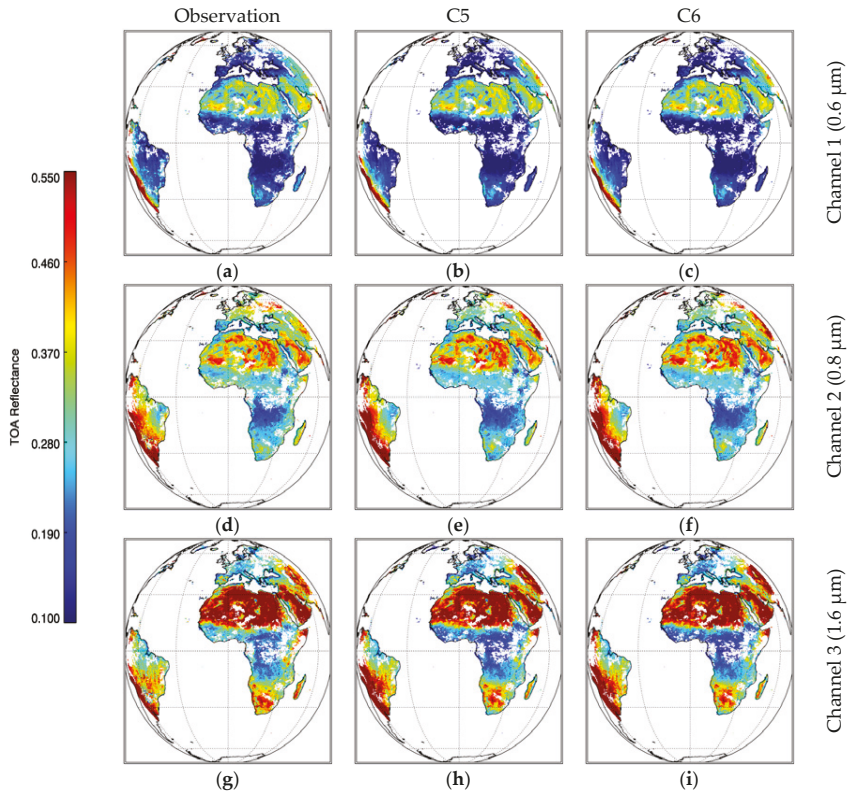 Observation
C5
C6
Channel 1 (0.6 μm)
(a)
(b)
(c)
TOA Reflectance
0.550
0.460
0.370
0.280
0.190
0.100
Channel 2 (0.8 μm)
(d)
(e)
(f)
Channel 3 (1.6 μm)
(g)
(h)
(i)